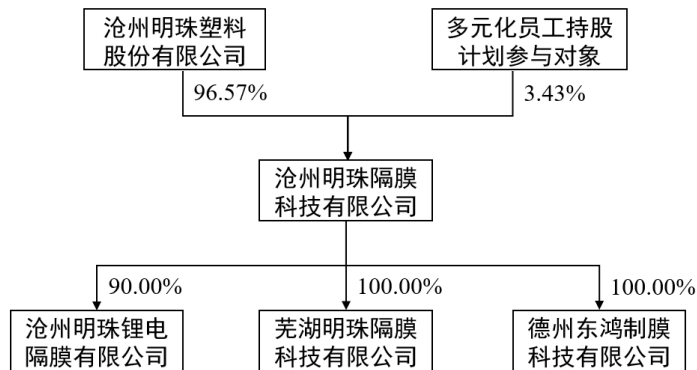 沧州明珠塑料
股份有限公司
多元化员工持股
计划参与对象
96.57%
3.43%
沧州明珠隔膜
科技有限公司
90.00%
100.00%
100.00%
沧州明珠锂电
隔膜有限公司
芜湖明珠隔膜
科技有限公司
德州东鸿制膜
科技有限公司